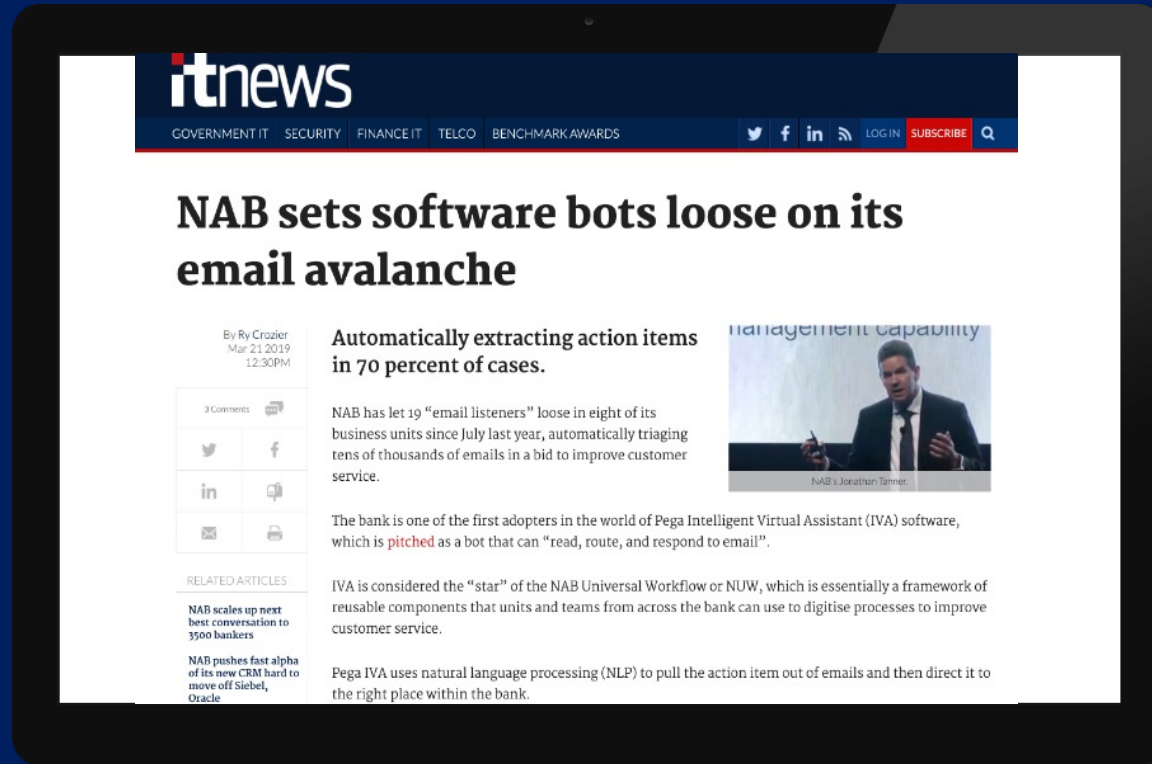 itnews
GOVERNMENT IT SECURITY FINANCE IT TELCO BENCHMARK AWARDS
LOG IN SUBSCRIBE
NAB sets software bots loose on its
email avalanche
By Ry Crozier
Mar 21 2019
12:30PM
3 Comments
RELATED ARTICLES
NAB scales up next
best conversation to
3500 bankers
NAB pushes fast alpha
of its new CRM hard to
move off Siebel,
Oracle
Automatically extracting action items
in 70 percent of cases.
management capability
NAB's Jonathan Tanner.
NAB has let 19 “email listeners” loose in eight of its
business units since July last year, automatically triaging
tens of thousands of emails in a bid to improve customer
service.
The bank is one of the first adopters in the world of Pega Intelligent Virtual Assistant (IVA) software,
which is pitched as a bot that can “read, route, and respond to email”.
IVA is considered the “star” of the NAB Universal Workflow or NUW, which is essentially a framework of
reusable components that units and teams from across the bank can use to digitise processes to improve
customer service.
Pega IVA uses natural language processing (NLP) to pull the action item out of emails and then direct it to
the right place within the bank.